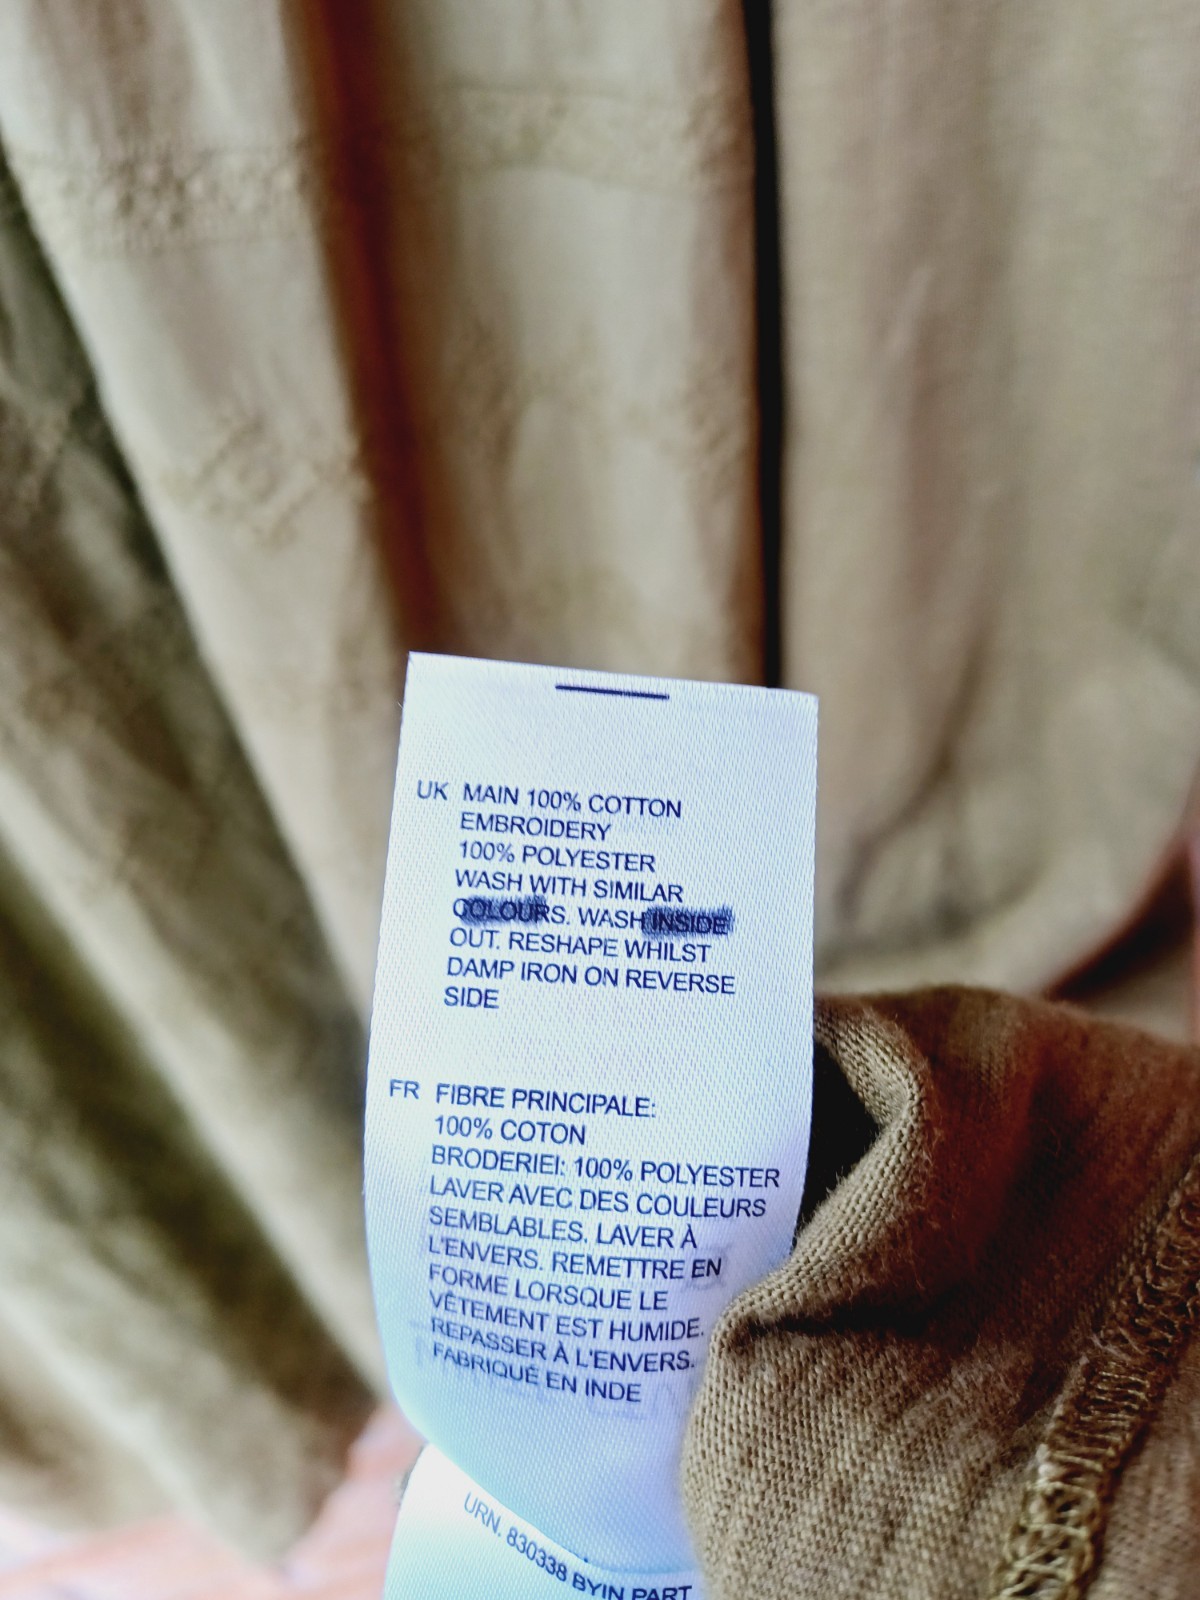 UK MAIN 100% COTTON
EMBROIDERY
100% POLYESTER
WASH WITH SIMILAR
COLOURS. WASH INSIDE
OUT. RESHAPE WHILST
DAMP IRON ON REVERSE
SIDE
FR FIBRE PRINCIPALE:
100% COTON
BRODERIEI: 100% POLYESTER
LAVER AVEC DES COULEURS
SEMBLABLES. LAVER À
L'ENVERS. REMETTRE EN
FORME LORSQUE LE
VÊTEMENT EST HUMIDE.
REPASSER À L'ENVERS.
FABRIQUÉ EN INDE
URN. 830338 BYIN PART